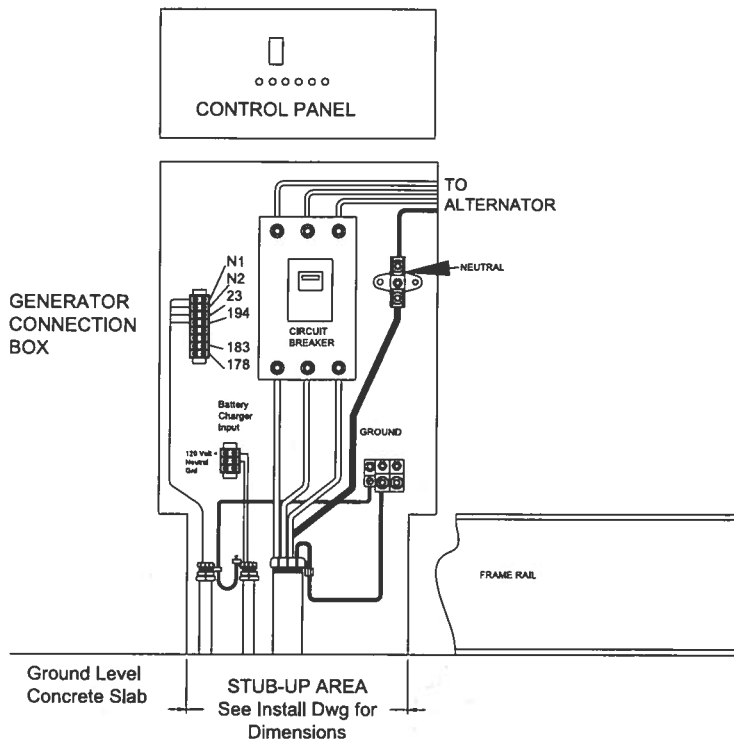 CONTROL PANEL
TO
ALTERNATOR
NEUTRAL
N1
N2
23
194
183
178
GENERATOR
CONNECTION
BOX
CIRCUIT
BREAKER
Battery
Charger
Input
GROUND
120 Volt
Neutral
Gnd
FRAME RAIL
Ground Level
Concrete Slab
STUB-UP AREA
See Install Dwg for
Dimensions